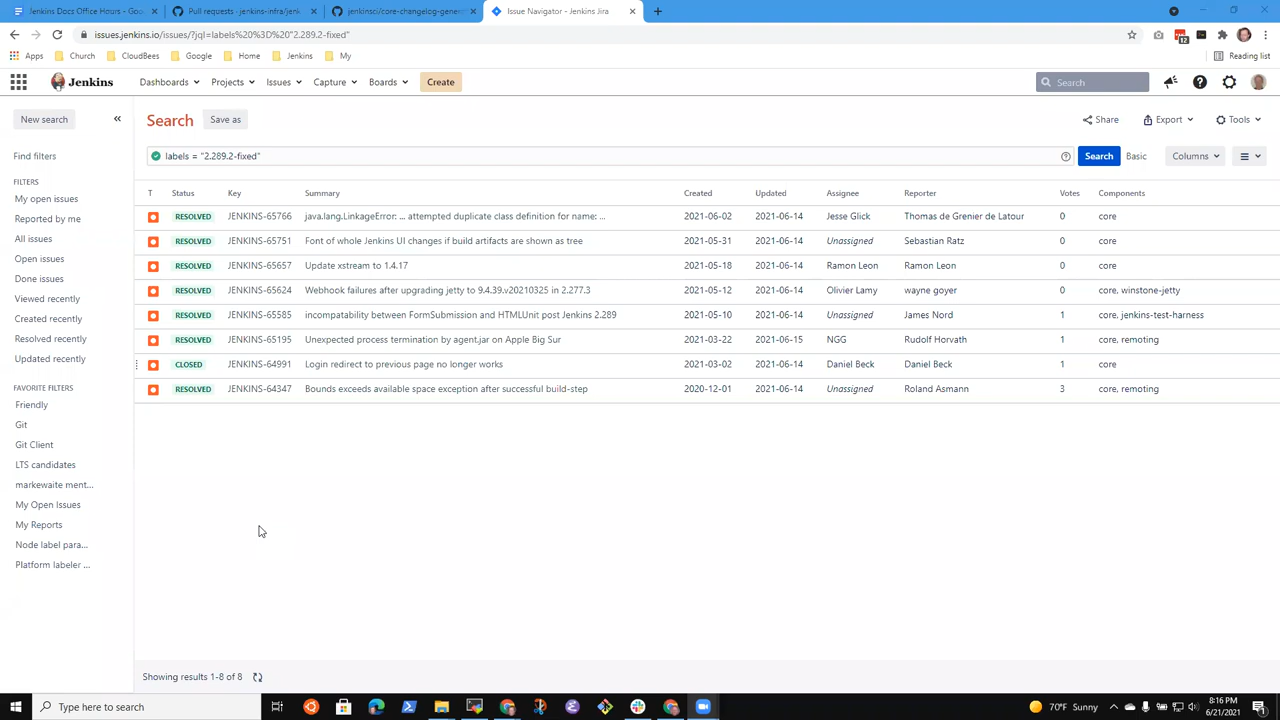 Jenkins Docs Office Hours - Goo
Pull requests · jenkins-infra/jenk
jenkinsci/core-changelog-gener
Issue Navigator - Jenkins Jira
issues.jenkins.io/issues/?jql=labels%20%3D%20"2.289.2-fixed"
12
Apps Church CloudBees Google Home Jenkins My Reading list
Jenkins Dashboards Projects Issues Capture Boards Create Search
New search «
Search Save as Share Export Tools
Find filters
labels = "2.289.2-fixed" Search Basic Columns
FILTERS
My open issues
Reported by me
All issues
Open issues
Done issues
Viewed recently
Created recently
Resolved recently
Updated recently
FAVORITE FILTERS
Friendly
Git
Git Client
LTS candidates
markewaite ment...
My Open Issues
My Reports
Node label para...
Platform labeler ...
T Status Key Summary Created Updated Assignee Reporter Votes Components
RESOLVED JENKINS-65766 java.lang.LinkageError: ... attempted duplicate class definition for name: ... 2021-06-02 2021-06-14 Jesse Glick Thomas de Grenier de Latour 0 core
RESOLVED JENKINS-65751 Font of whole Jenkins UI changes if build artifacts are shown as tree 2021-05-31 2021-06-14 Unassigned Sebastian Ratz 0 core
RESOLVED JENKINS-65657 Update xstream to 1.4.17 2021-05-18 2021-06-14 Ramon Leon Ramon Leon 0 core
RESOLVED JENKINS-65624 Webhook failures after upgrading jetty to 9.4.39.v20210325 in 2.277.3 2021-05-12 2021-06-14 Olivier Lamy wayne goyer 0 core, winstone-jetty
RESOLVED JENKINS-65585 incompatability between FormSubmission and HTMLUnit post Jenkins 2.289 2021-05-10 2021-06-14 Unassigned James Nord 1 core, jenkins-test-harness
RESOLVED JENKINS-65195 Unexpected process termination by agent.jar on Apple Big Sur 2021-03-22 2021-06-15 NGG Rudolf Horvath 1 core, remoting
CLOSED JENKINS-64991 Login redirect to previous page no longer works 2021-03-02 2021-06-14 Daniel Beck Daniel Beck 1 core
RESOLVED JENKINS-64347 Bounds exceeds available space exception after successful build-step 2020-12-01 2021-06-14 Unassigned Roland Asmann 3 core, remoting
Showing results 1-8 of 8
Type here to search
70°F Sunny
8:16 PM
6/21/2021
1